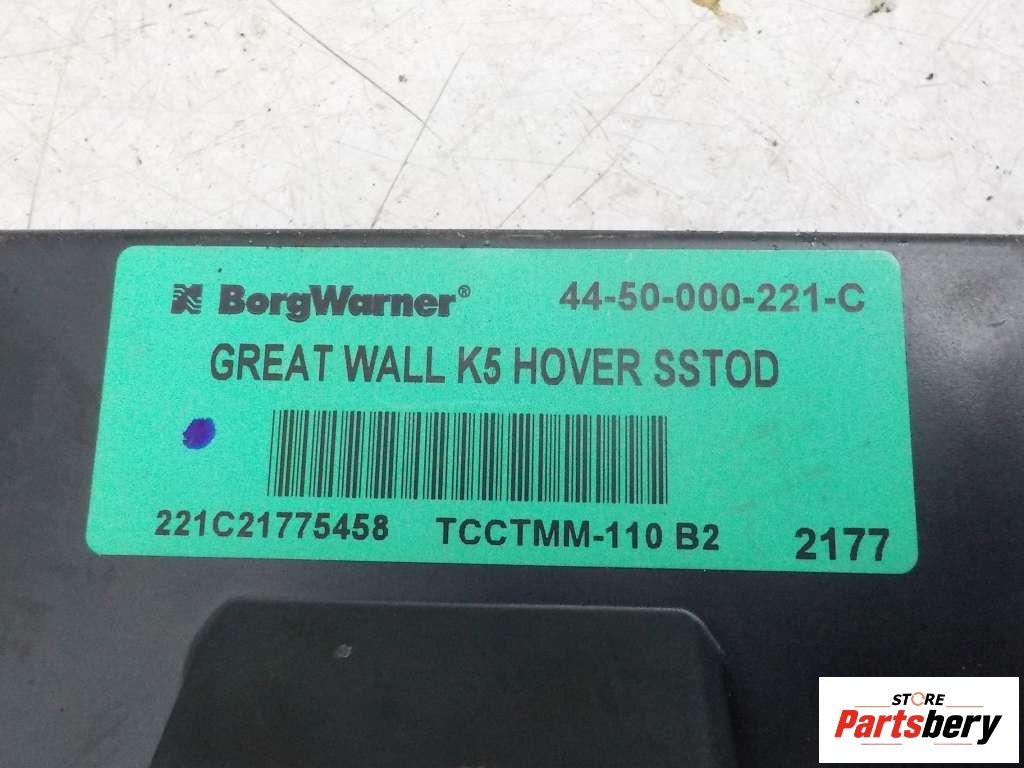 BorgWarner® 44-50-000-221-C
GREAT WALL K5 HOVER SSTOD
221C21775458 TCCTMM-110 B2 2177
STORE
Partsbery